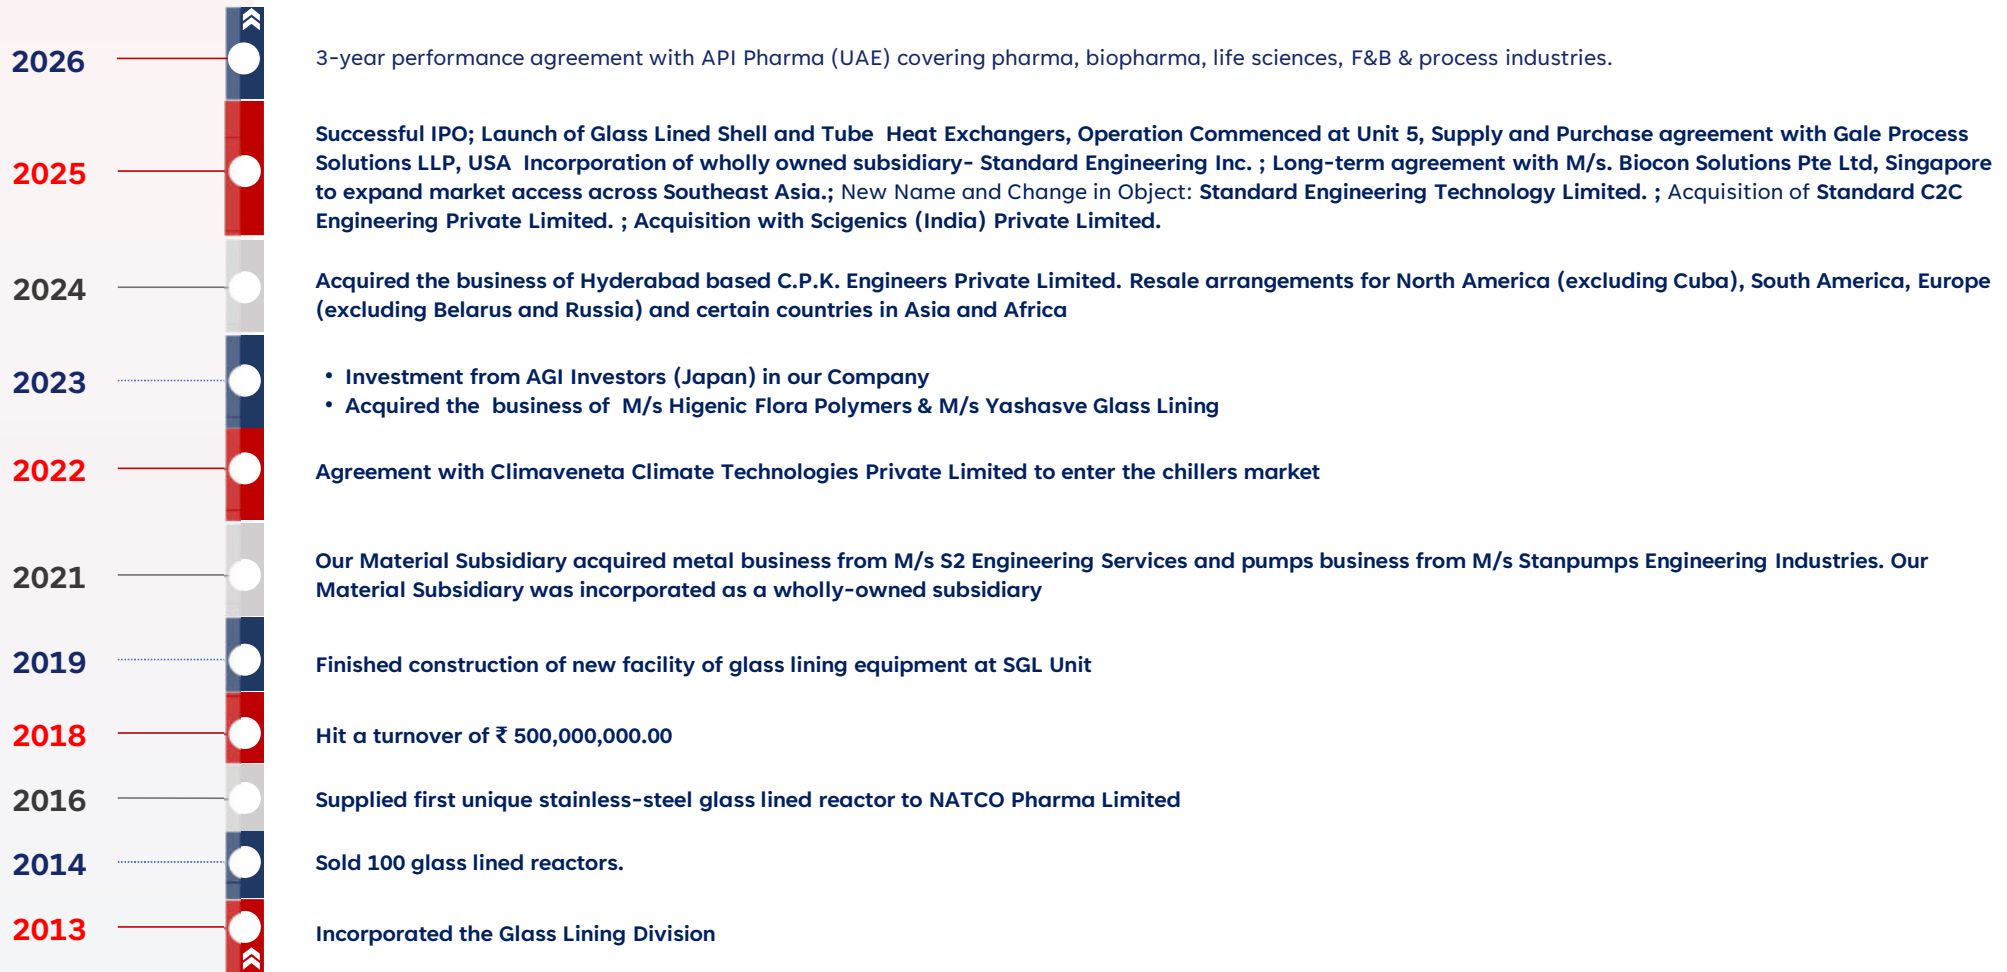 2026
3-year performance agreement with API Pharma (UAE) covering pharma, biopharma, life sciences, F&B & process industries.
2025
Successful IPO; Launch of Glass Lined Shell and Tube  Heat Exchangers, Operation Commenced at Unit 5, Supply and Purchase agreement with Gale Process
Solutions LLP, USA  Incorporation of wholly owned subsidiary- Standard Engineering Inc. ; Long-term agreement with M/s. Biocon Solutions Pte Ltd, Singapore
to expand market access across Southeast Asia.; New Name and Change in Object: Standard Engineering Technology Limited. ; Acquisition of Standard C2C
Engineering Private Limited. ; Acquisition with Scigenics (India) Private Limited.
2024
Acquired the business of Hyderabad based C.P.K. Engineers Private Limited. Resale arrangements for North America (excluding Cuba), South America, Europe
(excluding Belarus and Russia) and certain countries in Asia and Africa
2023
• Investment from AGI Investors (Japan) in our Company
• Acquired the  business of  M/s Higenic Flora Polymers & M/s Yashasve Glass Lining
2022
Agreement with Climaveneta Climate Technologies Private Limited to enter the chillers market
2021
Our Material Subsidiary acquired metal business from M/s S2 Engineering Services and pumps business from M/s Stanpumps Engineering Industries. Our
Material Subsidiary was incorporated as a wholly-owned subsidiary
2019
Finished construction of new facility of glass lining equipment at SGL Unit
2018
Hit a turnover of ₹ 500,000,000.00
2016
Supplied first unique stainless-steel glass lined reactor to NATCO Pharma Limited
2014
Sold 100 glass lined reactors.
2013
Incorporated the Glass Lining Division